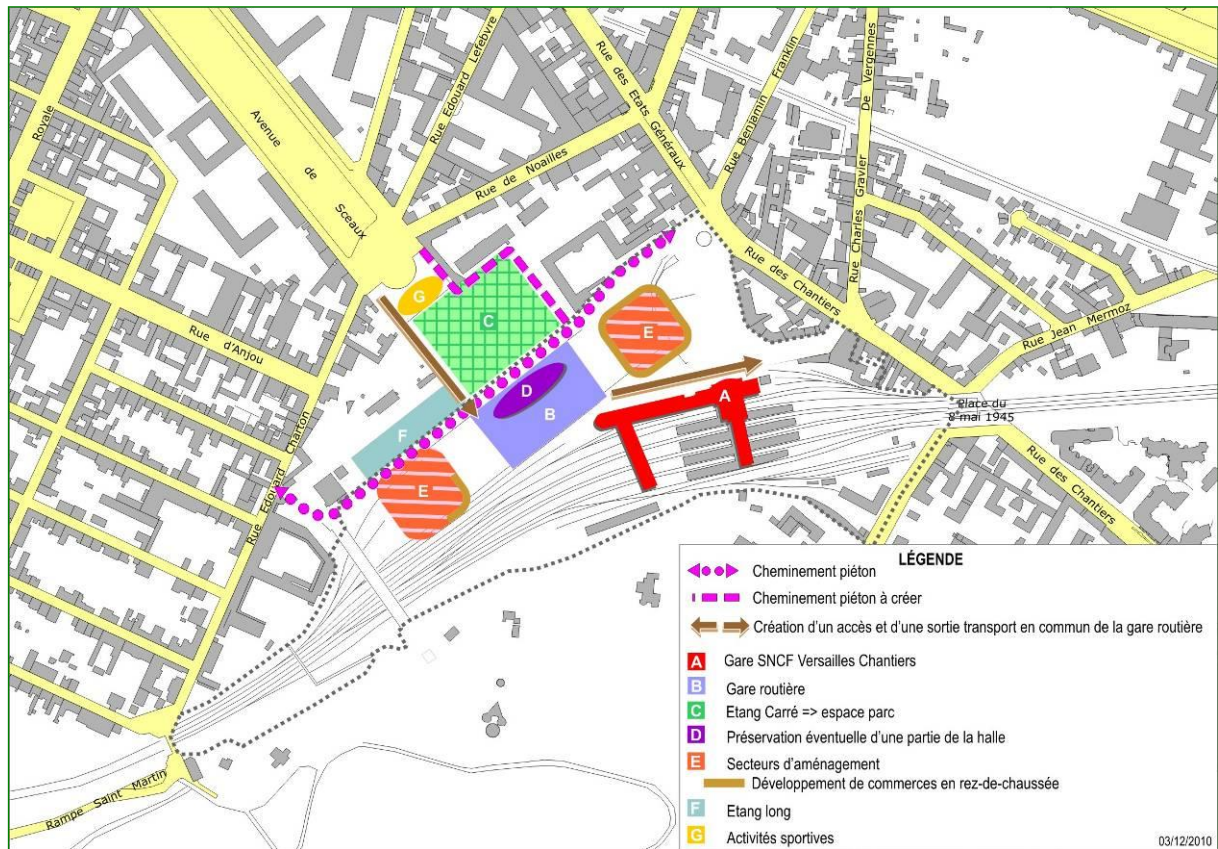 Royale
Avenue
de
Sceaux
Rue Edouard Lefebvre
Rue de Noailles
Rue des Etats Généraux
Rue Benjamin Franklin
Rue Charles Gravier De Vergennes
Rue des Chantiers
Rue Jean Mermoz
Rue d'Anjou
Rue Edouard Charton
Place du
8 mai 1945
Rue des Chantiers
Rampe Saint Martin
G
C
E
D
B
A
F
E
LÉGENDE
Cheminement piéton
Cheminement piéton à créer
Création d'un accès et d'une sortie transport en commun de la gare routière
A Gare SNCF Versailles Chantiers
B Gare routière
C Etang Carré => espace parc
D Préservation éventuelle d'une partie de la halle
E Secteurs d'aménagement
Développement de commerces en rez-de-chaussée
F Etang long
G Activités sportives
03/12/2010